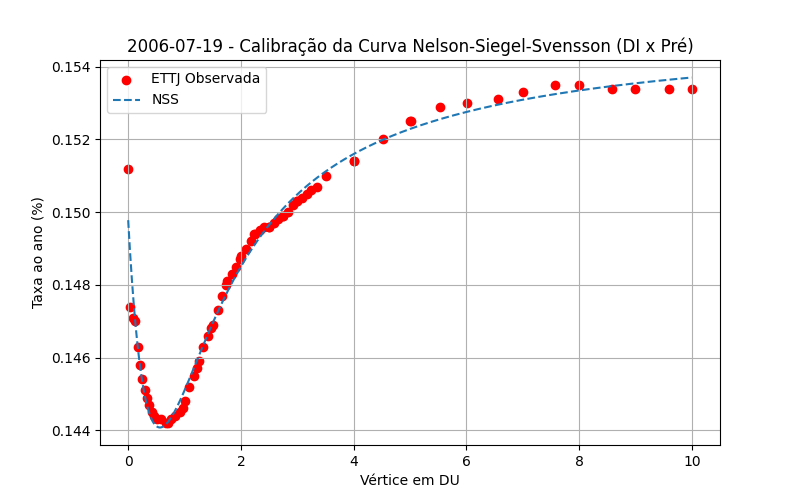 2006-07-19 - Calibração da Curva Nelson-Siegel-Svensson (DI x Pré)
ETTJ Observada
NSS
Taxa ao ano (%)
0.154
0.152
0.150
0.148
0.146
0.144
0 2 4 6 8 10
Vértice em DU